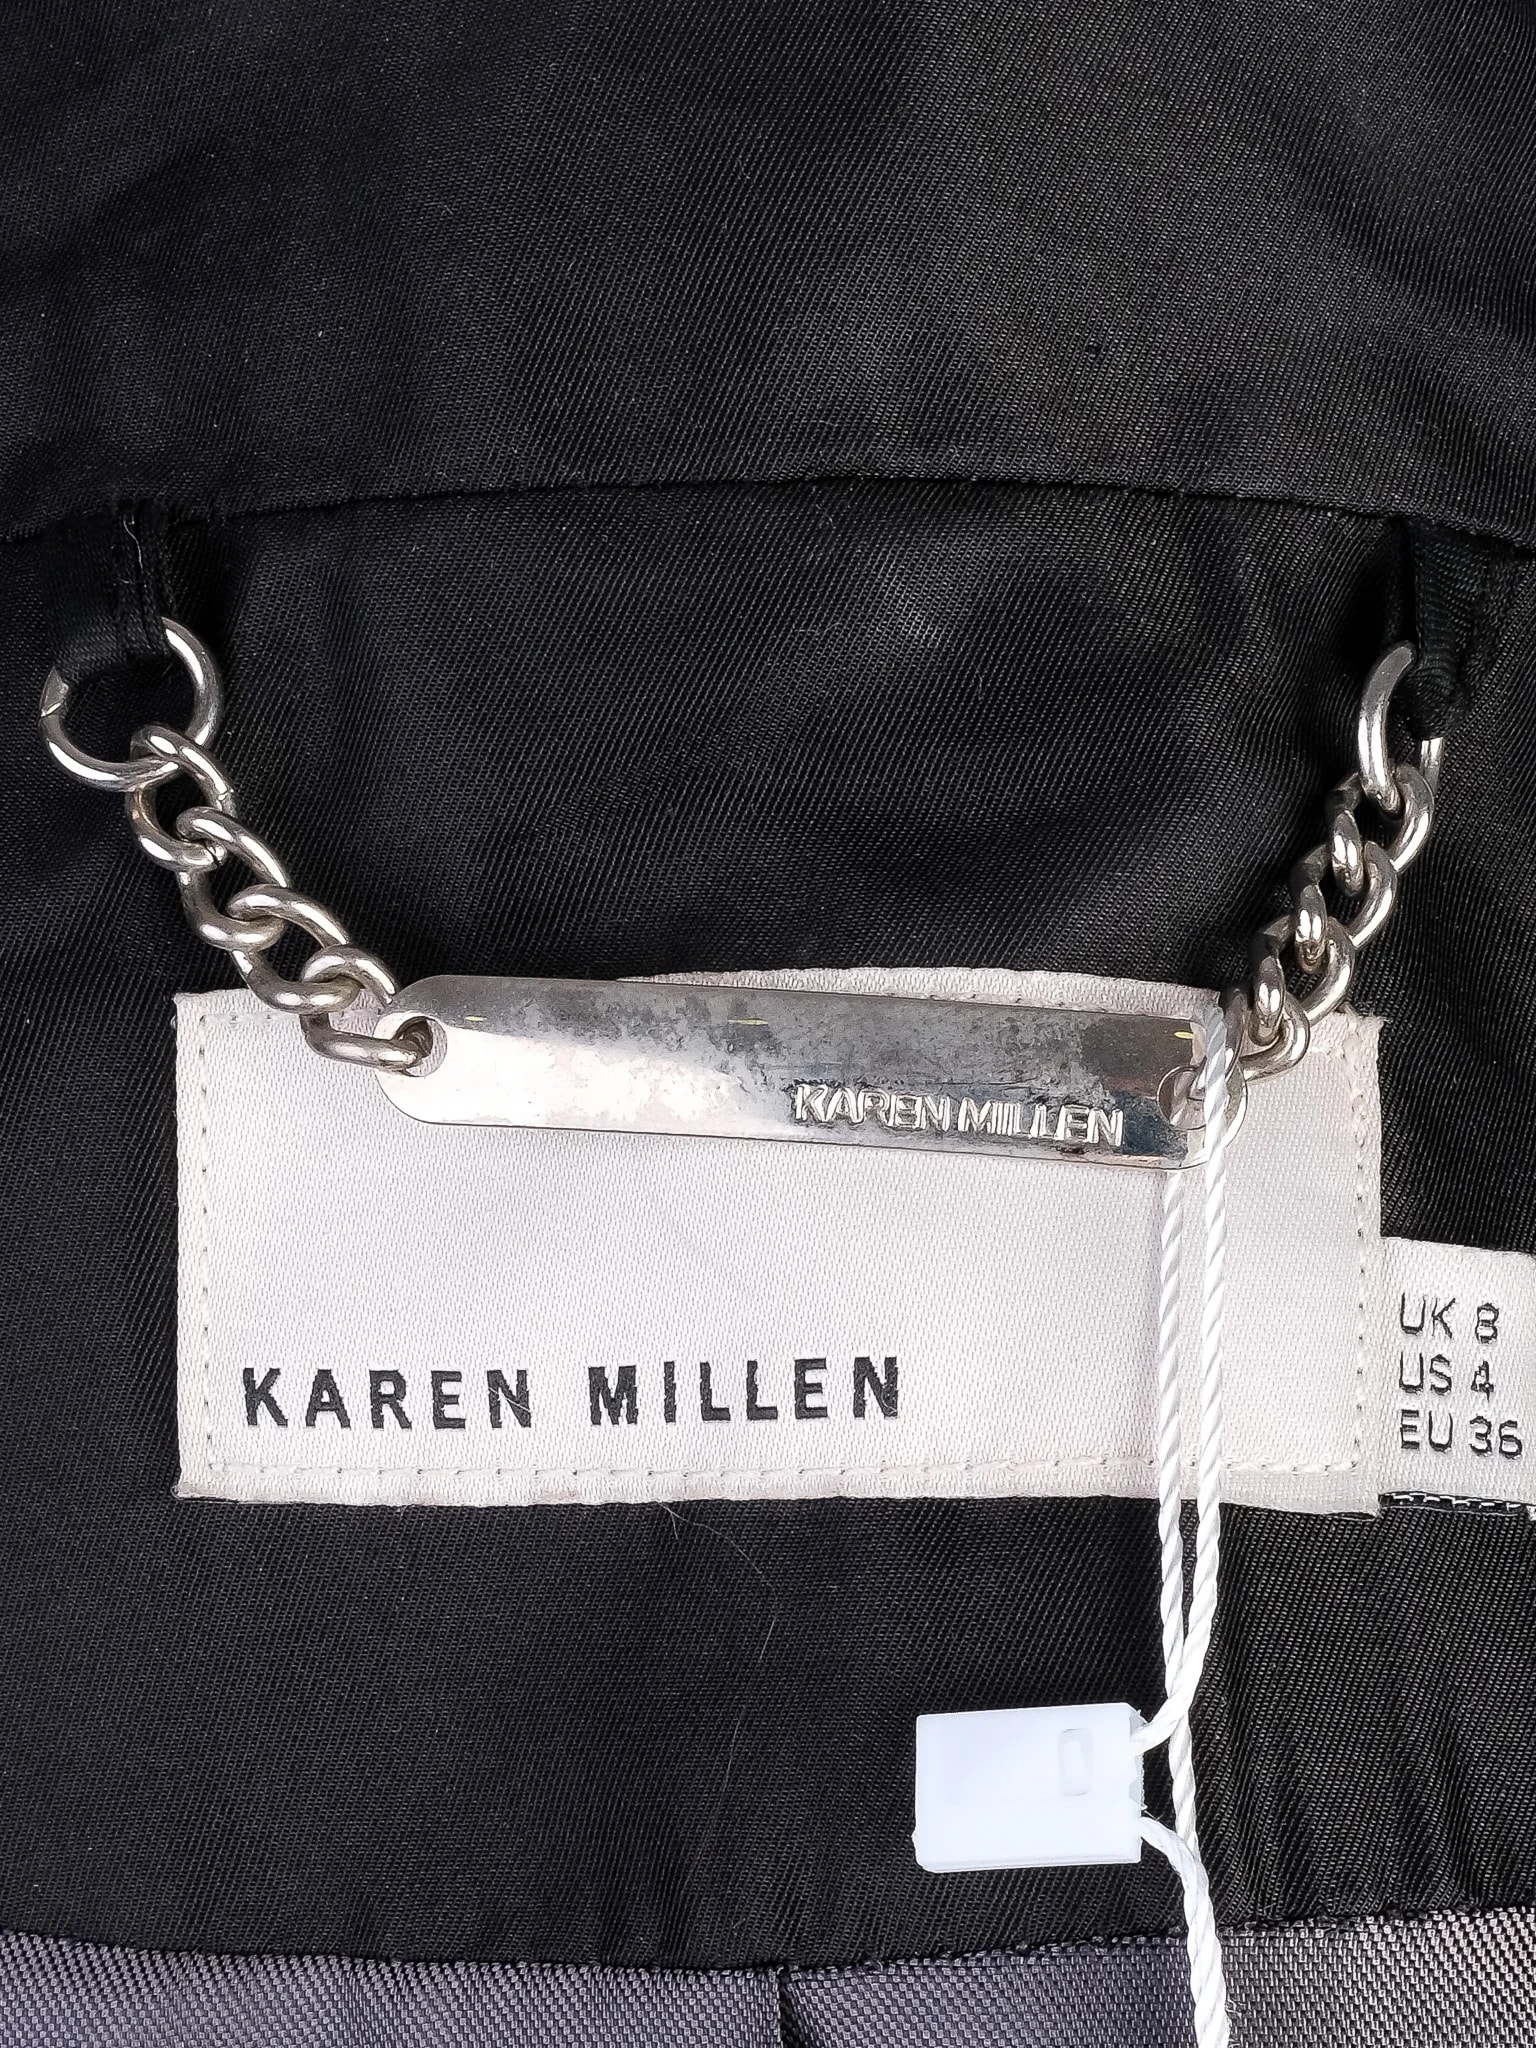 KAREN MILLEN
KAREN MILLEN
UK 8
US 4
EU 36